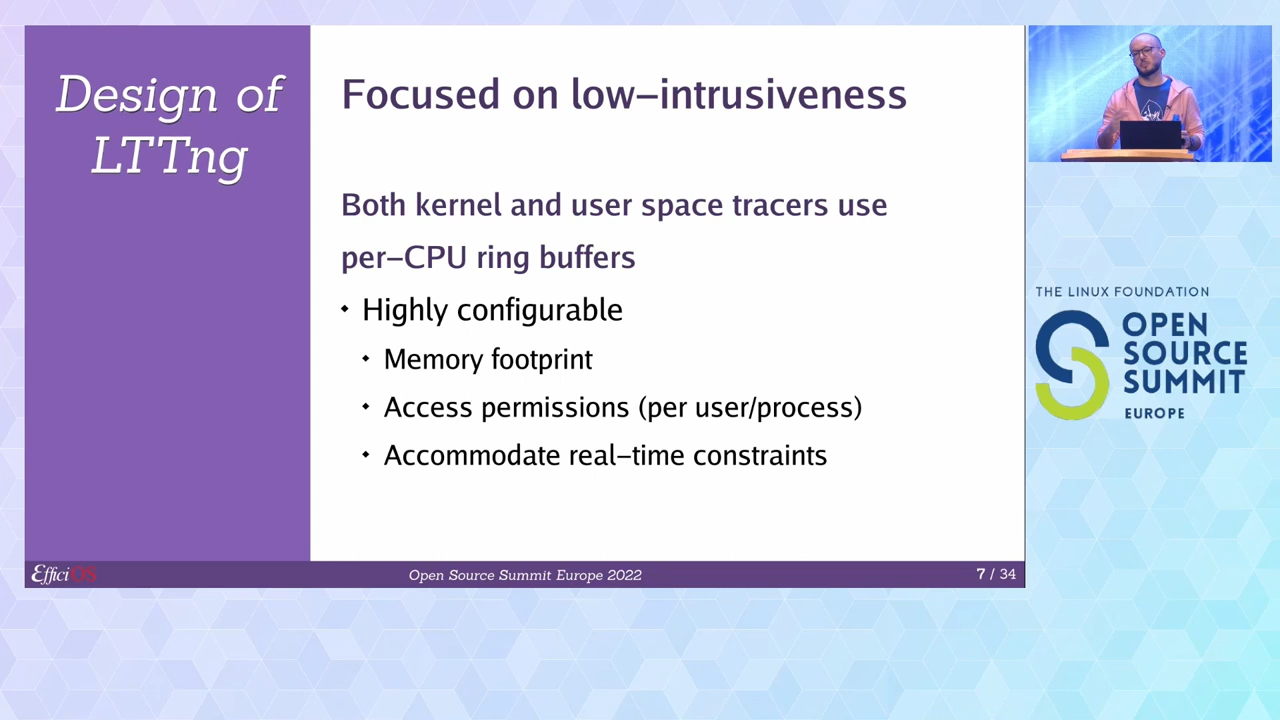 Design of
LTTng
Focused on low-intrusiveness
Both kernel and user space tracers use
per-CPU ring buffers
Highly configurable
Memory footprint
Access permissions (per user/process)
Accommodate real-time constraints
EfficiOS
Open Source Summit Europe 2022
7 / 34
THE LINUX FOUNDATION
OPEN
SOURCE
SUMMIT
EUROPE